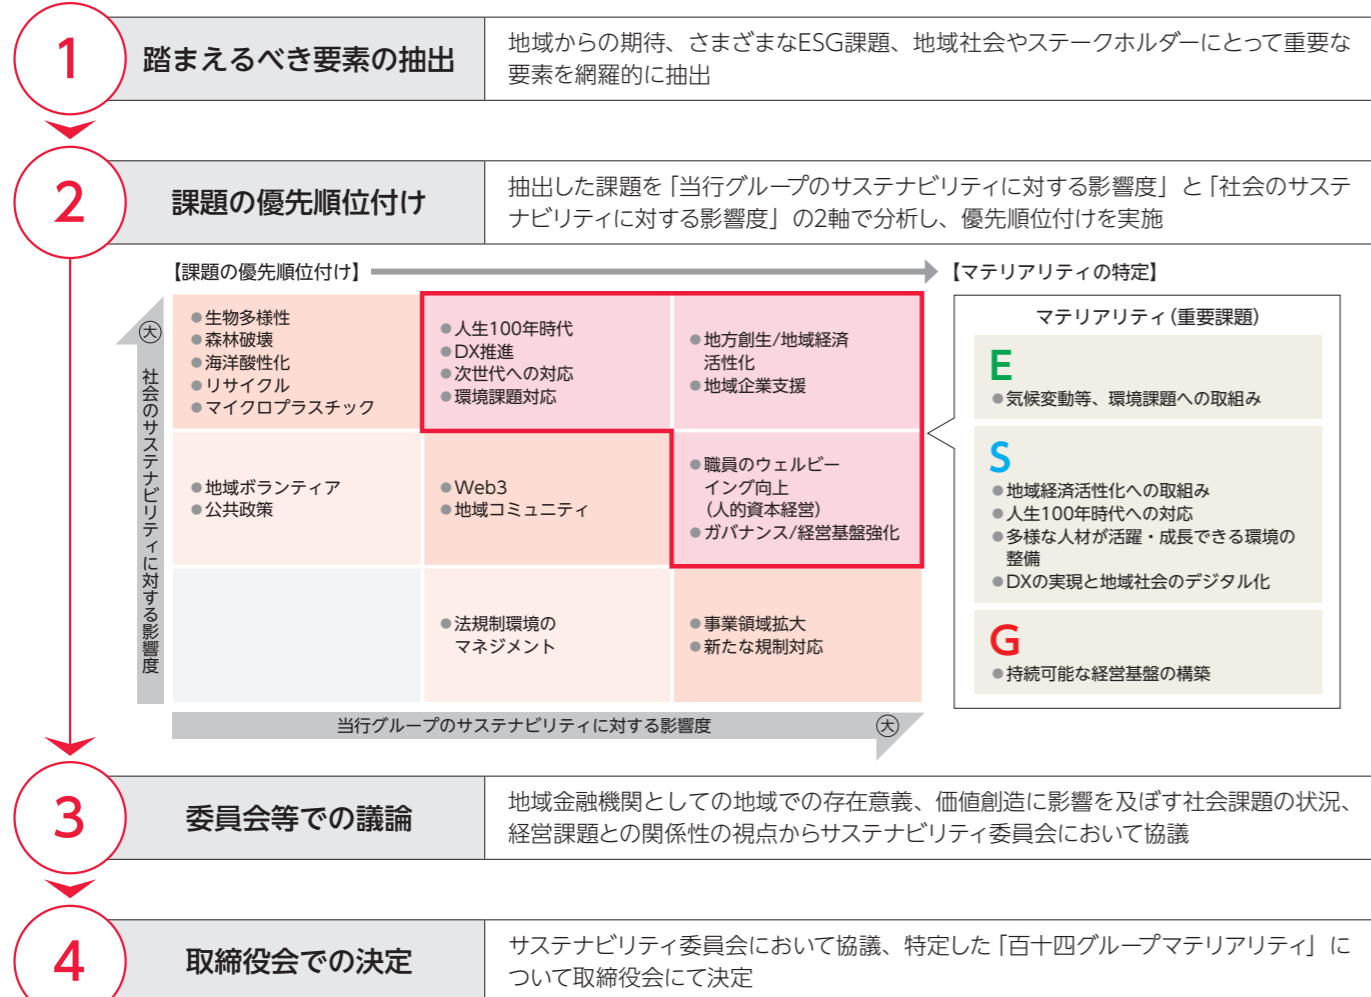 1
踏まえるべき要素の抽出
地域からの期待、さまざまなESG課題、地域社会やステークホルダーにとって重要な
要素を網羅的に抽出
2
課題の優先順位付け
抽出した課題を「当行グループのサステナビリティに対する影響度」と「社会のサステ
ナビリティに対する影響度」の2軸で分析し、優先順位付けを実施
【課題の優先順位付け】
【マテリアリティの特定】
大
社会のサステナビリティに対する影響度
●生物多様性
●森林破壊
●海洋酸性化
●リサイクル
●マイクロプラスチック
●人生100年時代
●DX推進
●次世代への対応
●環境課題対応
●地方創生/地域経済
活性化
●地域企業支援
●地域ボランティア
●公共政策
●Web3
●地域コミュニティ
●職員のウェルビー
イング向上
(人的資本経営)
●ガバナンス/経営基盤強化
●法規制環境の
マネジメント
●事業領域拡大
●新たな規制対応
当行グループのサステナビリティに対する影響度
大
マテリアリティ(重要課題)
E
●気候変動等、環境課題への取組み
S
●地域経済活性化への取組み
●人生100年時代への対応
●多様な人材が活躍・成長できる環境の
整備
●DXの実現と地域社会のデジタル化
G
●持続可能な経営基盤の構築
3
委員会等での議論
地域金融機関としての地域での存在意義、価値創造に影響を及ぼす社会課題の状況、
経営課題との関係性の視点からサステナビリティ委員会において協議
4
取締役会での決定
サステナビリティ委員会において協議、特定した「百十四グループマテリアリティ」に
ついて取締役会にて決定